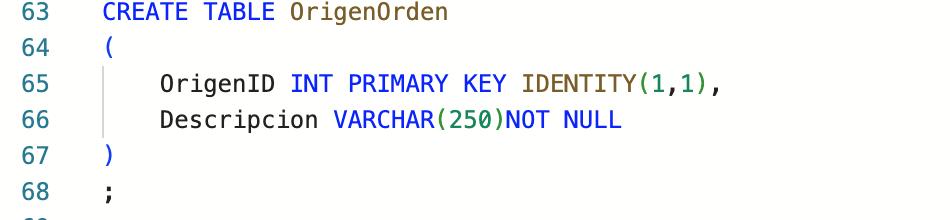 63 CREATE TABLE OrigenOrden
64 (
65 OrigenID INT PRIMARY KEY IDENTITY(1,1),
66 Descripcion VARCHAR(250)NOT NULL
67 )
68 ;